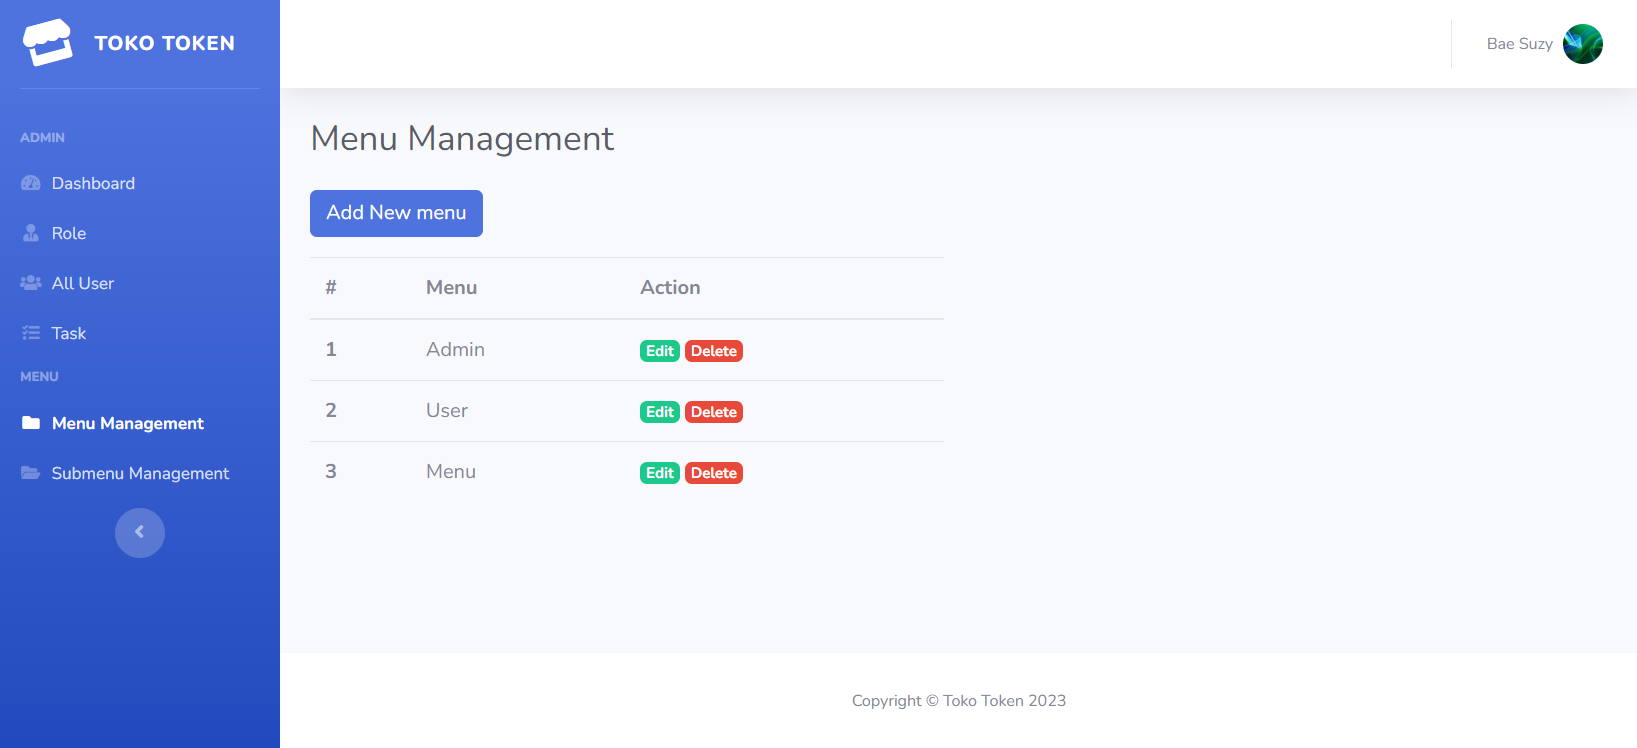 TOKO TOKEN
Bae Suzy
ADMIN
Dashboard
Role
All User
Task
MENU
Menu Management
Submenu Management
Menu Management
Add New menu
# Menu Action
1 Admin Edit Delete
2 User Edit Delete
3 Menu Edit Delete
Copyright © Toko Token 2023